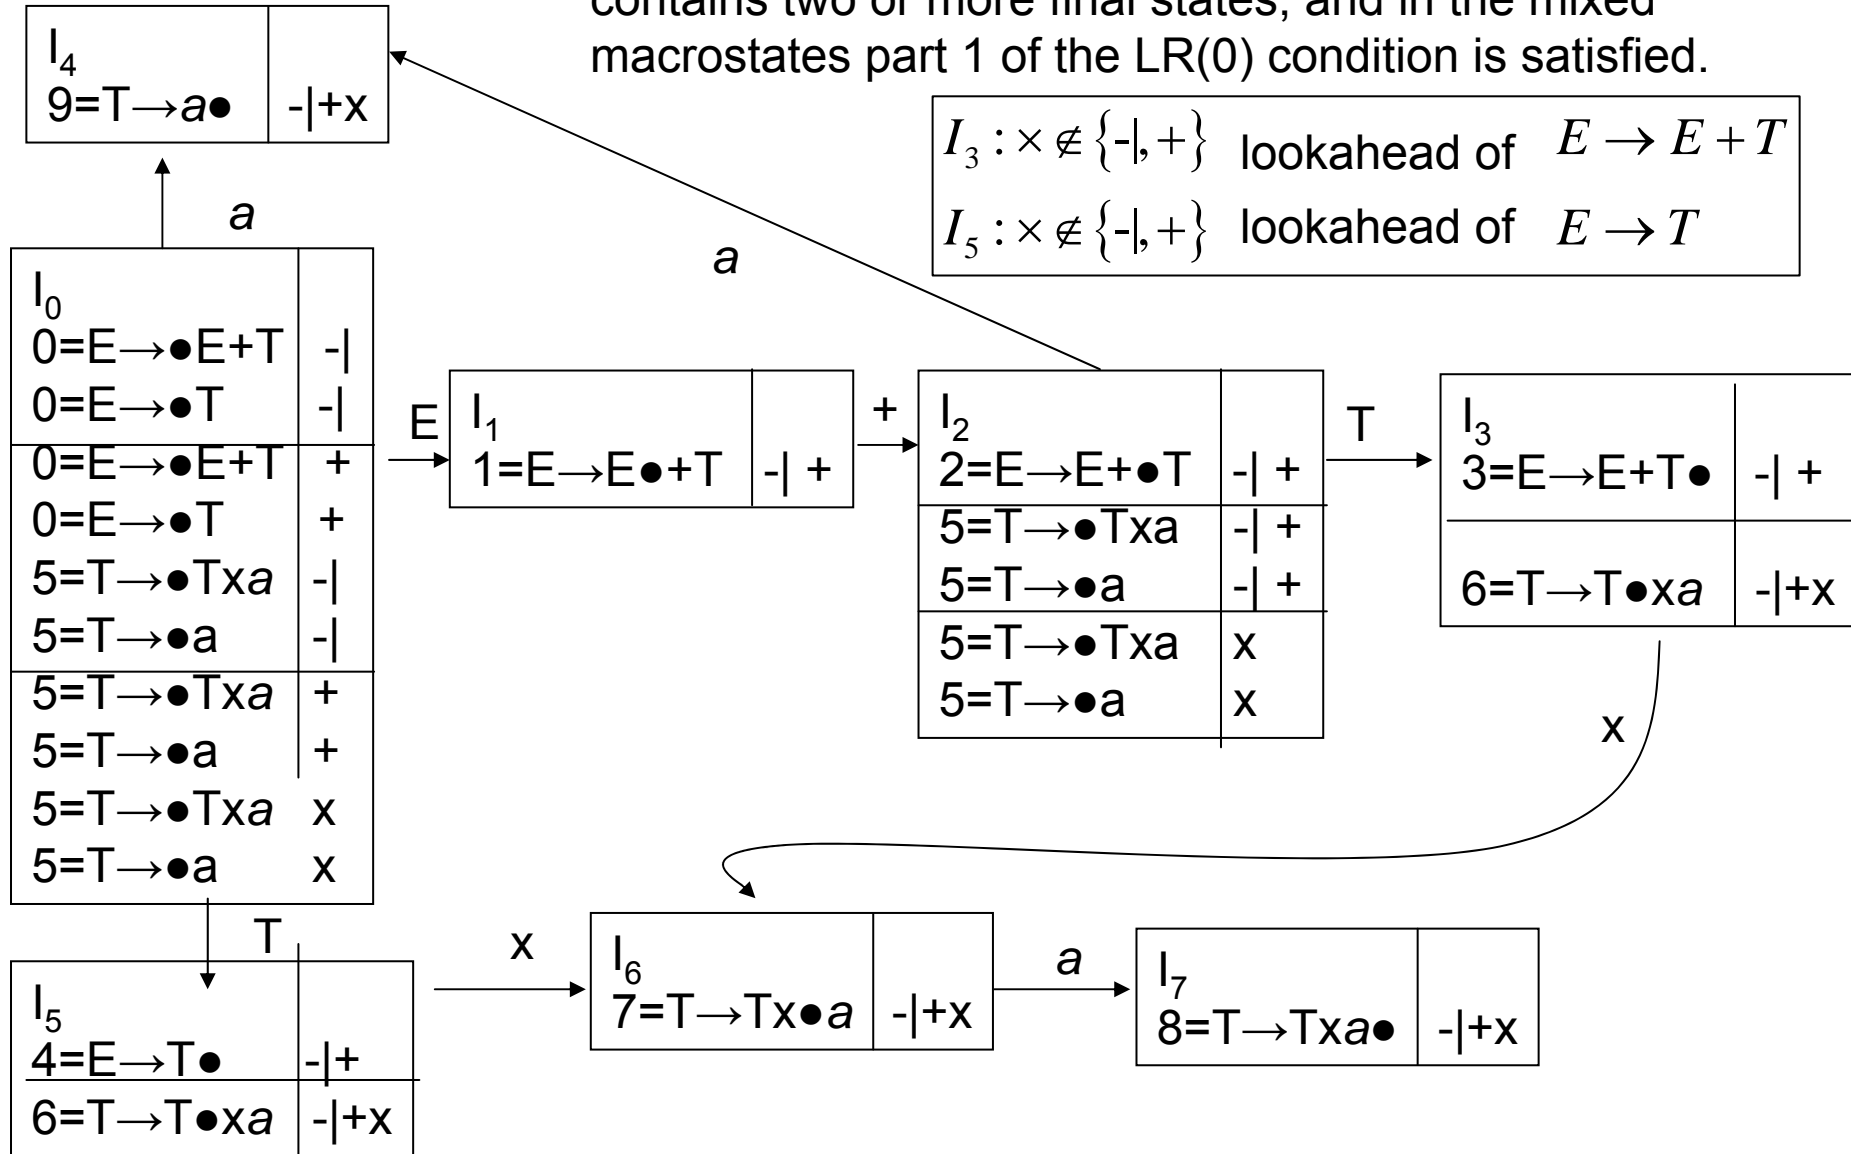 contains two or more final states, and in the mixed
macrostates part 1 of the LR(0) condition is satisfied.
I₃ : × ∉ {-|, +} lookahead of E → E + T
I₅ : × ∉ {-|, +} lookahead of E → T
I₄
9=T→a● -|+x
a
a
I₀
0=E→●E+T -|
0=E→●T -|
0=E→●E+T +
0=E→●T +
5=T→●Txa -|
5=T→●a -|
5=T→●Txa +
5=T→●a +
5=T→●Txa x
5=T→●a x
E
I₁
1=E→E●+T -| +
+
I₂
2=E→E+●T -| +
5=T→●Txa -| +
5=T→●a -| +
5=T→●Txa x
5=T→●a x
T
I₃
3=E→E+T● -| +
6=T→T●xa -|+x
x
T
I₅
4=E→T● -|+
6=T→T●xa -|+x
x
I₆
7=T→Tx●a -|+x
a
I₇
8=T→Txa● -|+x